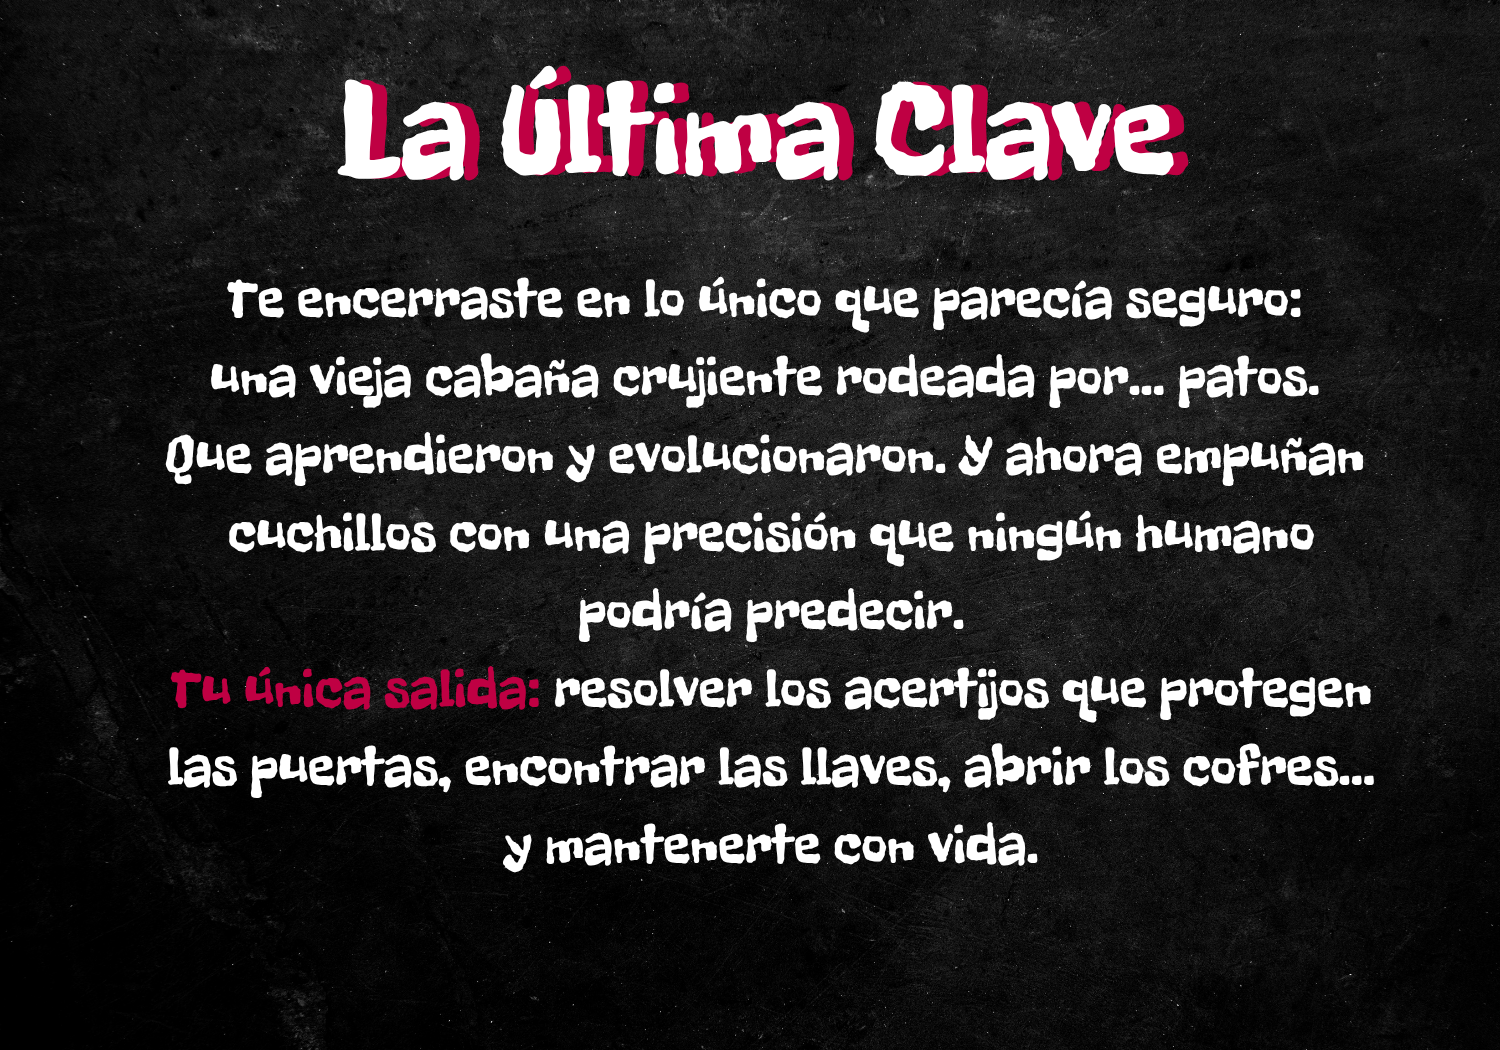 La Última Clave
Te encerraste en lo único que parecía seguro:
una vieja cabaña crujiente rodeada por... patos.
Que aprendieron y evolucionaron. Y ahora empuñan
cuchillos con una precisión que ningún humano
podría predecir.
Tu única salida: resolver los acertijos que protegen
las puertas, encontrar las llaves, abrir los cofres...
y mantenerte con vida.